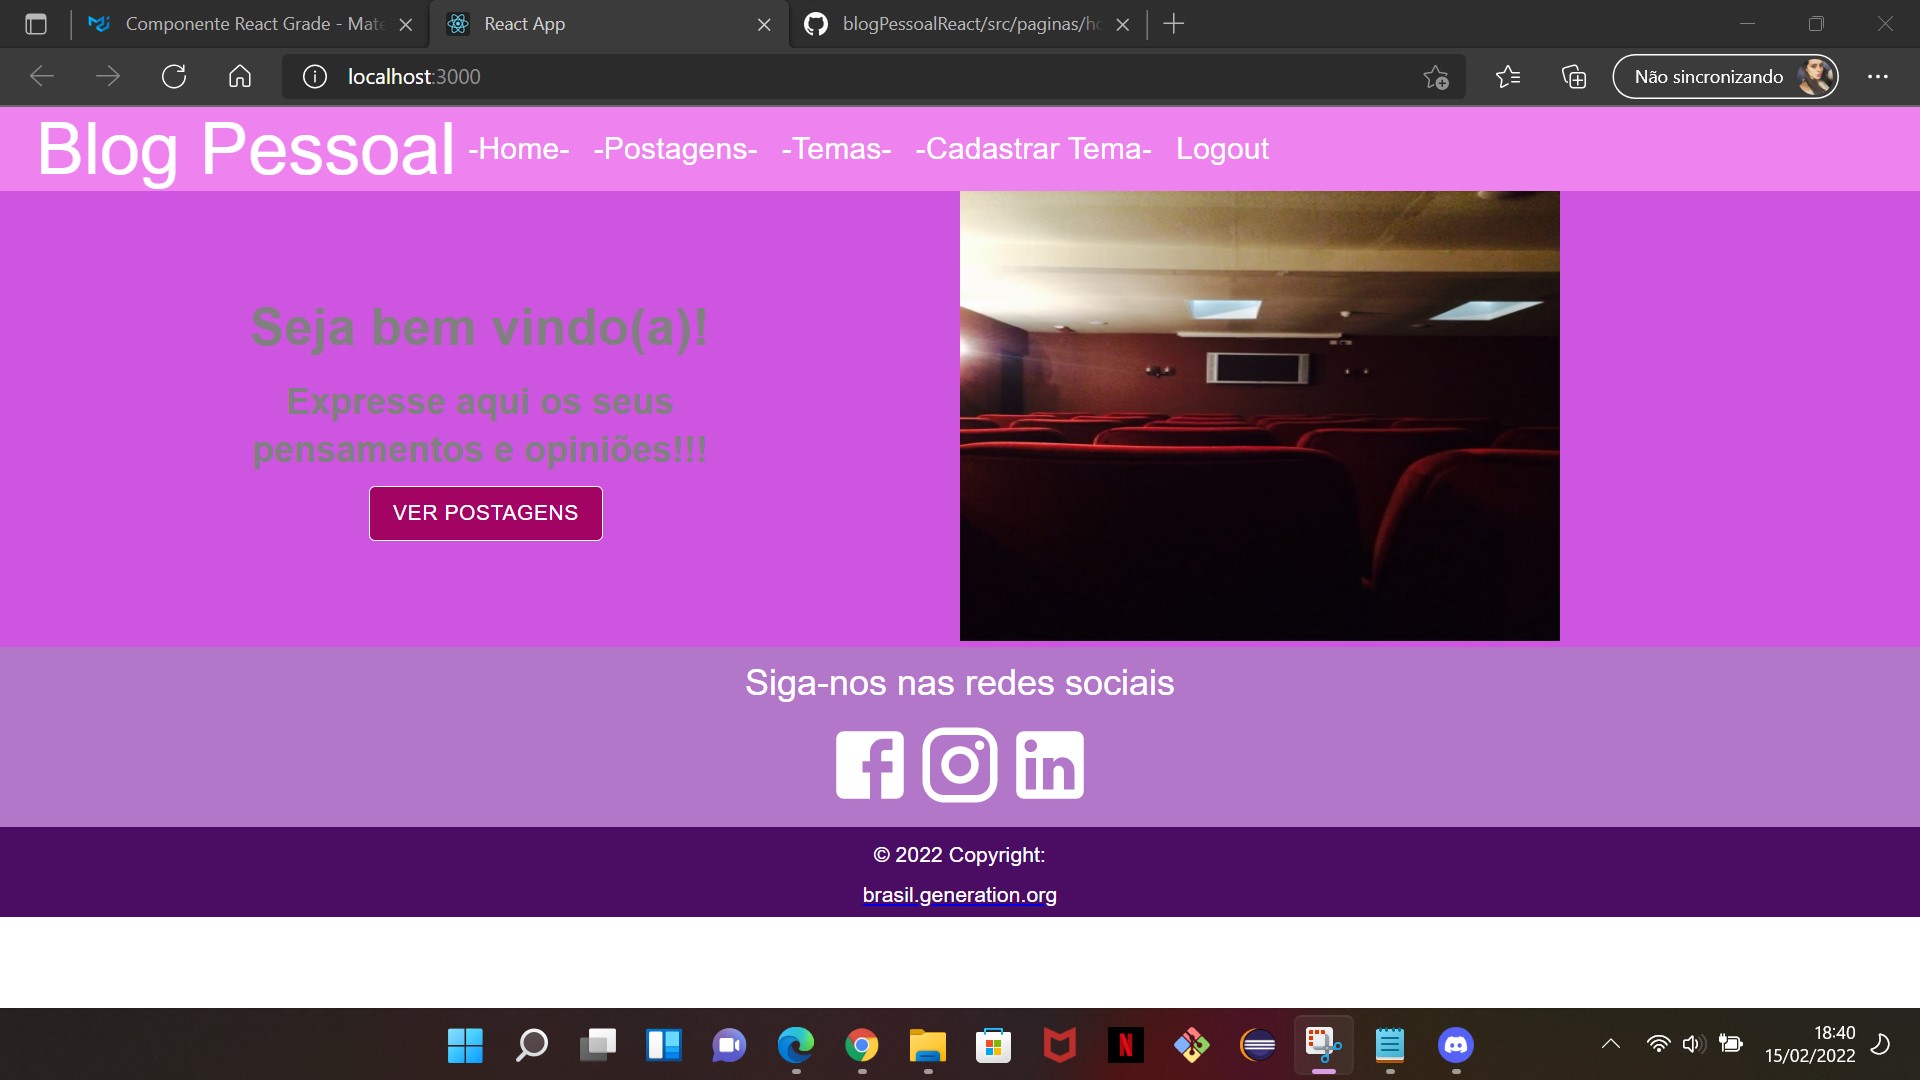 Componente React Grade - Mate
React App
blogPessoalReact/src/paginas/ho
localhost:3000
Não sincronizando
Blog Pessoal -Home- -Postagens- -Temas- -Cadastrar Tema- Logout
Seja bem vindo(a)!
Expresse aqui os seus
pensamentos e opiniões!!!
VER POSTAGENS
Siga-nos nas redes sociais
© 2022 Copyright:
brasil.generation.org
18:40
15/02/2022